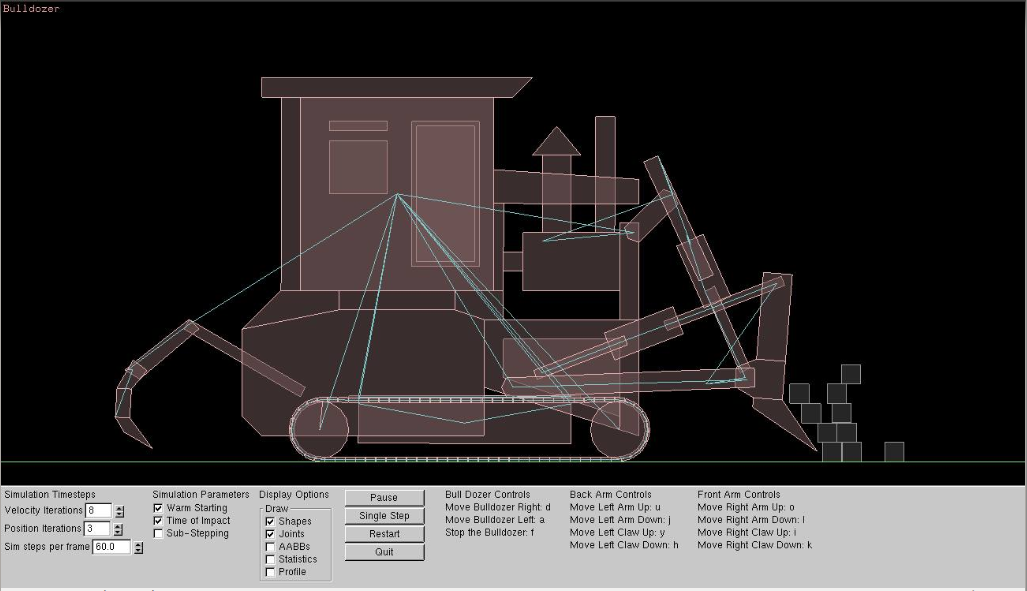 Bulldozer
Simulation Timesteps
Velocity Iterations 8
Position Iterations 3
Sim steps per frame 60.0
Simulation Parameters
Warm Starting
Time of Impact
Sub-Stepping
Display Options
Draw
Shapes
Joints
AABBs
Statistics
Profile
Pause
Single Step
Restart
Quit
Bull Dozer Controls
Move Bulldozer Right: d
Move Bulldozer Left: a
Stop the Bulldozer: f
Back Arm Controls
Move Left Arm Up: u
Move Left Arm Down: j
Move Left Claw Up: y
Move Left Claw Down: h
Front Arm Controls
Move Right Arm Up: o
Move Right Arm Down: l
Move Right Claw Up: i
Move Right Claw Down: k